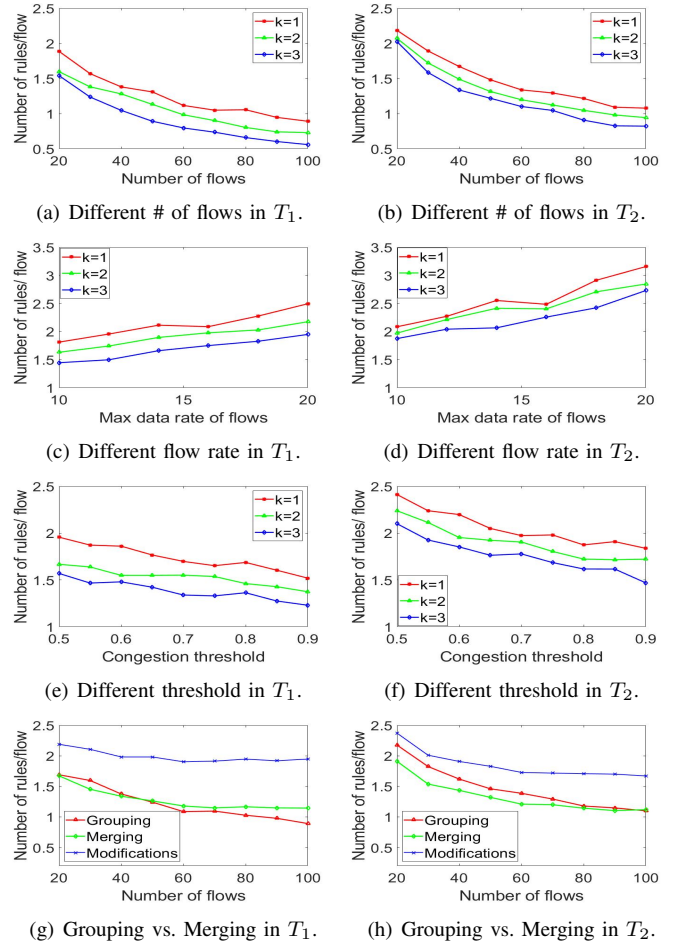 Number of rules/flow
2.5
2
1.5
1
0.5
k=1
k=2
k=3
20 40 60 80 100
Number of flows
(a) Different # of flows in T1.
Number of rules/flow
2.5
2
1.5
1
0.5
k=1
k=2
k=3
20 40 60 80 100
Number of flows
(b) Different # of flows in T2.
Number of rules/ flow
3.5
3
2.5
2
1.5
1
k=1
k=2
k=3
10 15 20
Max data rate of flows
(c) Different flow rate in T1.
Number of rules/ flow
3.5
3
2.5
2
1.5
1
k=1
k=2
k=3
10 15 20
Max data rate of flows
(d) Different flow rate in T2.
Number of rules/ flow
2.5
2
1.5
1
k=1
k=2
k=3
0.5 0.6 0.7 0.8 0.9
Congestion threshold
(e) Different threshold in T1.
Number of rules/ flow
2.5
2
1.5
1
k=1
k=2
k=3
0.5 0.6 0.7 0.8 0.9
Congestion threshold
(f) Different threshold in T2.
Number of rules/flow
2.5
2
1.5
1
0.5
Grouping
Merging
Modifications
20 40 60 80 100
Number of flows
(g) Grouping vs. Merging in T1.
Number of rules/flow
2.5
2
1.5
1
0.5
Grouping
Merging
Modifications
20 40 60 80 100
Number of flows
(h) Grouping vs. Merging in T2.